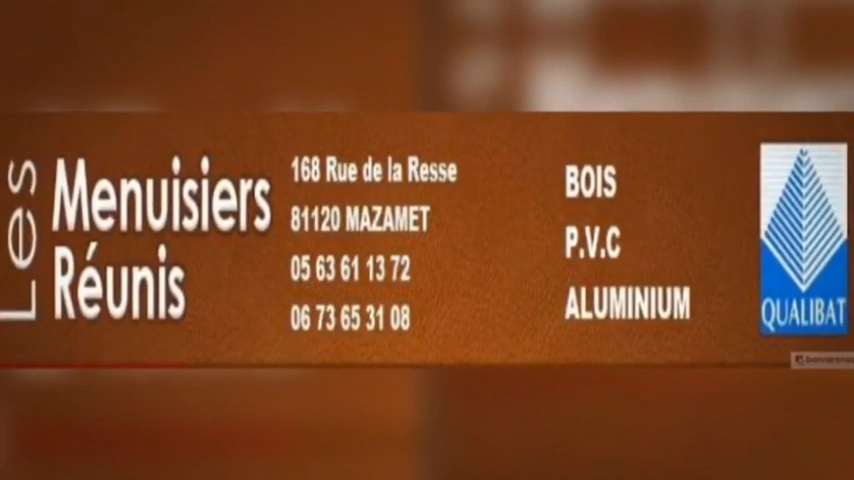 Les
Menuisiers
Réunis
168 Rue de la Resse
81120 MAZAMET
05 63 61 13 72
06 73 65 31 08
BOIS
P.V.C
ALUMINIUM
QUALIBAT